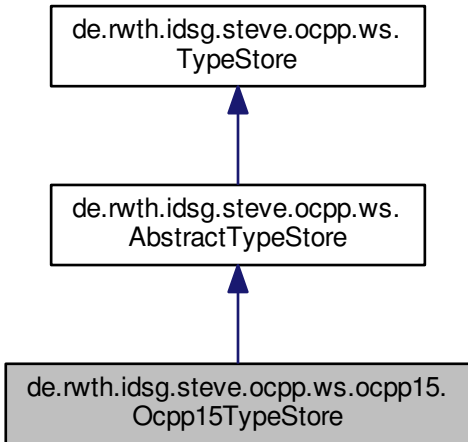 de.rwth.idsg.steve.ocpp.ws.
TypeStore
de.rwth.idsg.steve.ocpp.ws.
AbstractTypeStore
de.rwth.idsg.steve.ocpp.ws.ocpp15.
Ocpp15TypeStore